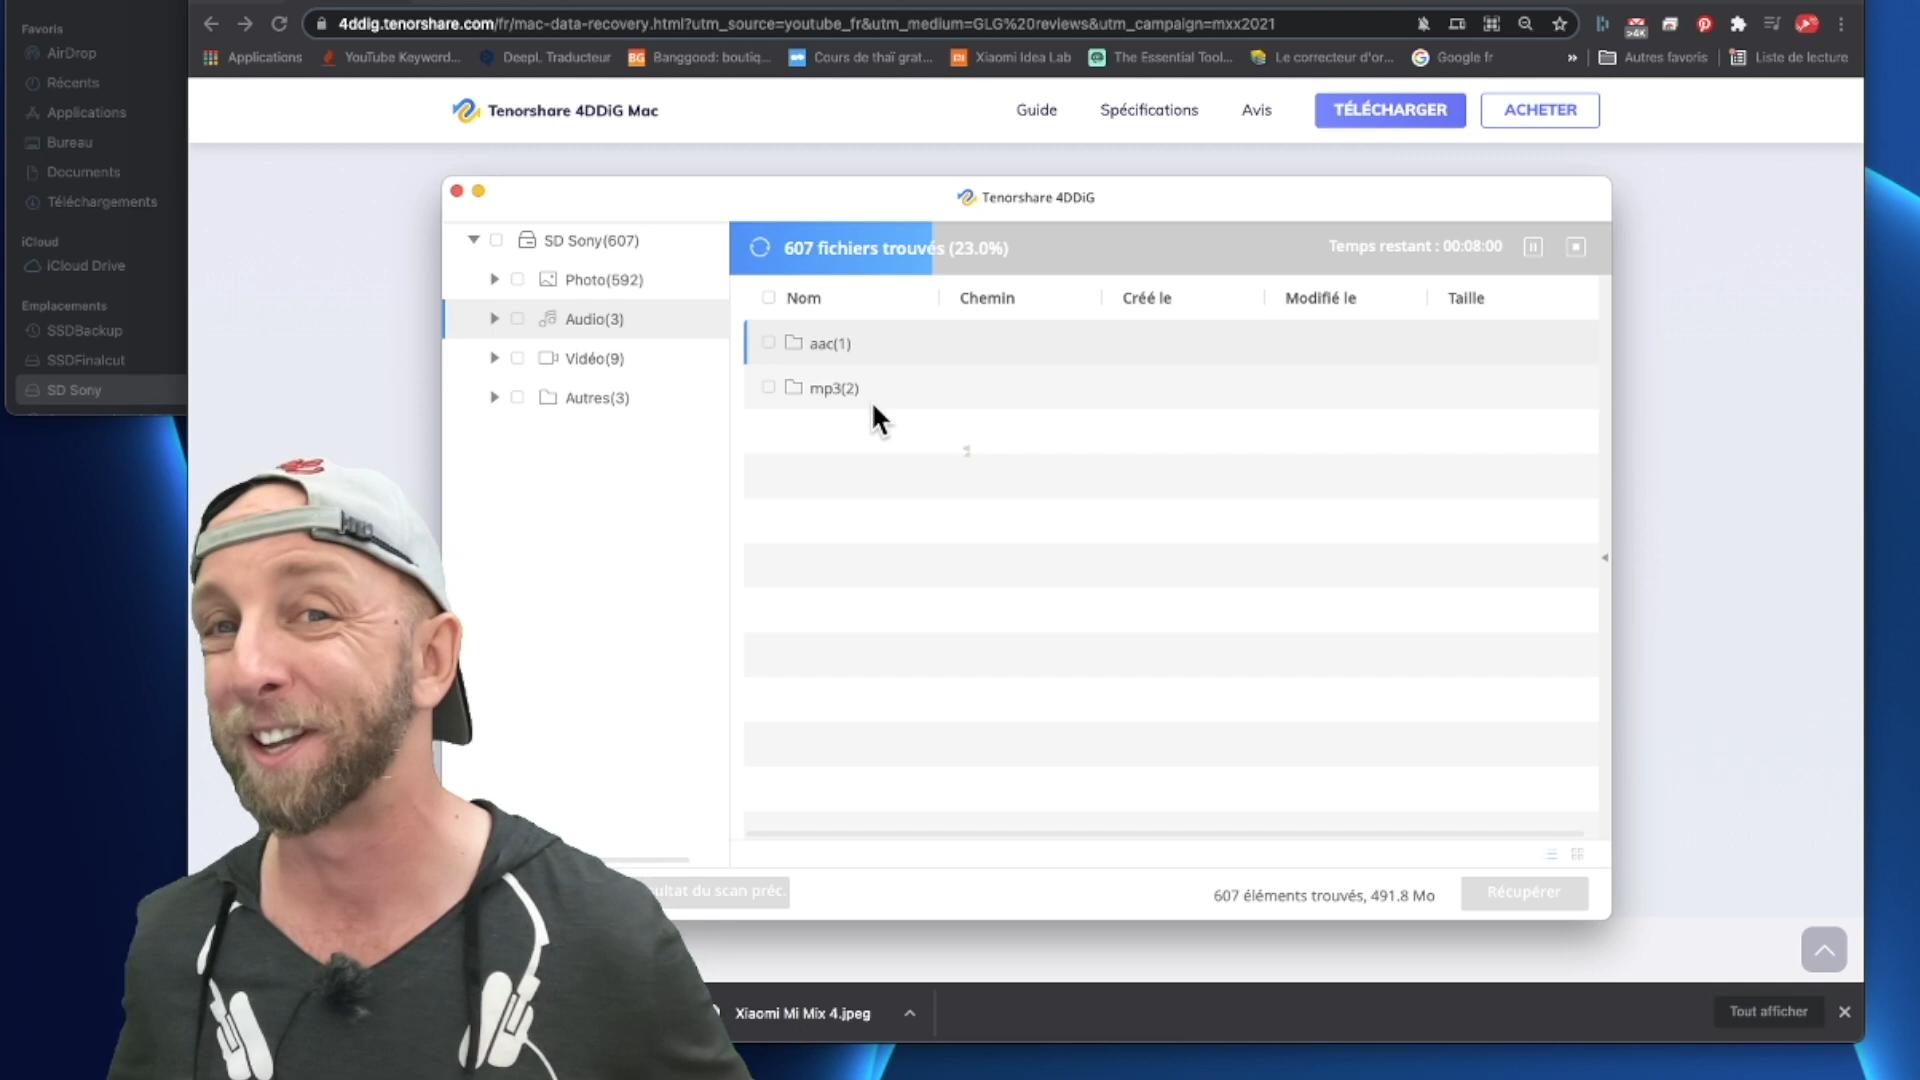 Favoris
AirDrop
Récents
Applications
Bureau
Documents
Téléchargements
iCloud
iCloud Drive
Emplacements
SSDBackup
SSDFinalcut
SD Sony
4ddig.tenorshare.com/fr/mac-data-recovery.html?utm_source=youtube_fr&utm_medium=GLG%20reviews&utm_campaign=mxx2021
>4K
Applications
YouTube Keyword...
DeepL Traducteur
BG Banggood: boutiq...
Cours de thaï grat...
Xiaomi Idea Lab
The Essential Tool...
Le correcteur d'or...
Google fr
»
Autres favoris
Liste de lecture
Tenorshare 4DDiG Mac
Guide
Spécifications
Avis
TÉLÉCHARGER
ACHETER
Tenorshare 4DDiG
SD Sony(607)
Photo(592)
Audio(3)
Vidéo(9)
Autres(3)
607 fichiers trouvés (23.0%)
Temps restant : 00:08:00
Nom
Chemin
Créé le
Modifié le
Taille
aac(1)
mp3(2)
du scan préc.
607 éléments trouvés, 491.8 Mo
Récupérer
Xiaomi Mi Mix 4.jpeg
Tout afficher